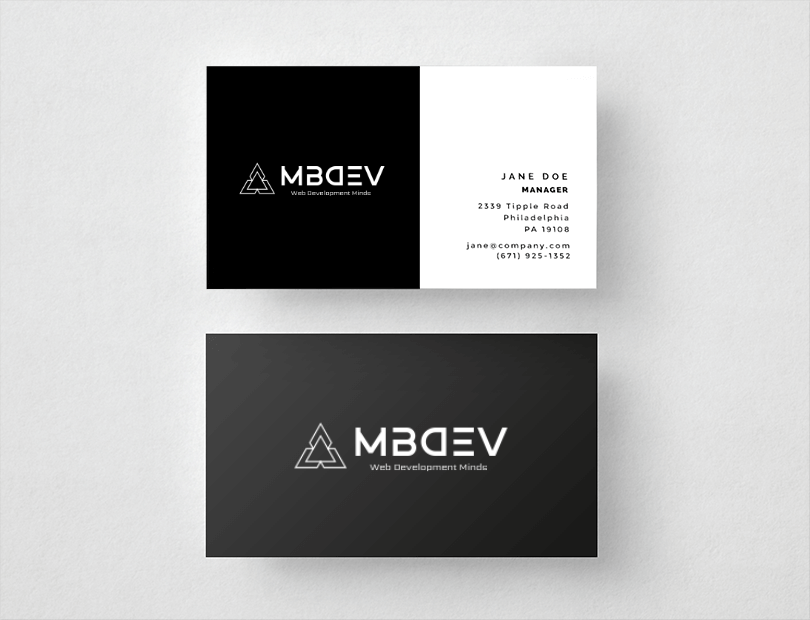 MBDEV
Web Development Minds
JANE DOE
MANAGER
2339 Tipple Road
Philadelphia
PA 19108
jane@company.com
(671) 925-1352
MBDEV
Web Development Minds